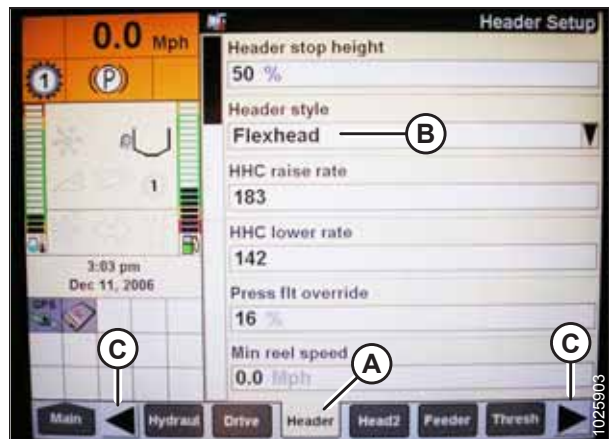 0.0 Mph
1
P
1
3:03 pm
Dec 11, 2006
GPS
Header Setup
Header stop height
50 %
Header style
Flexhead
B
HHC raise rate
183
HHC lower rate
142
Press flt override
16 %
Min reel speed
0.0 Mph
A
C
C
Main
Hydraul
Drive
Header
Head2
Feeder
Thresh
1025903